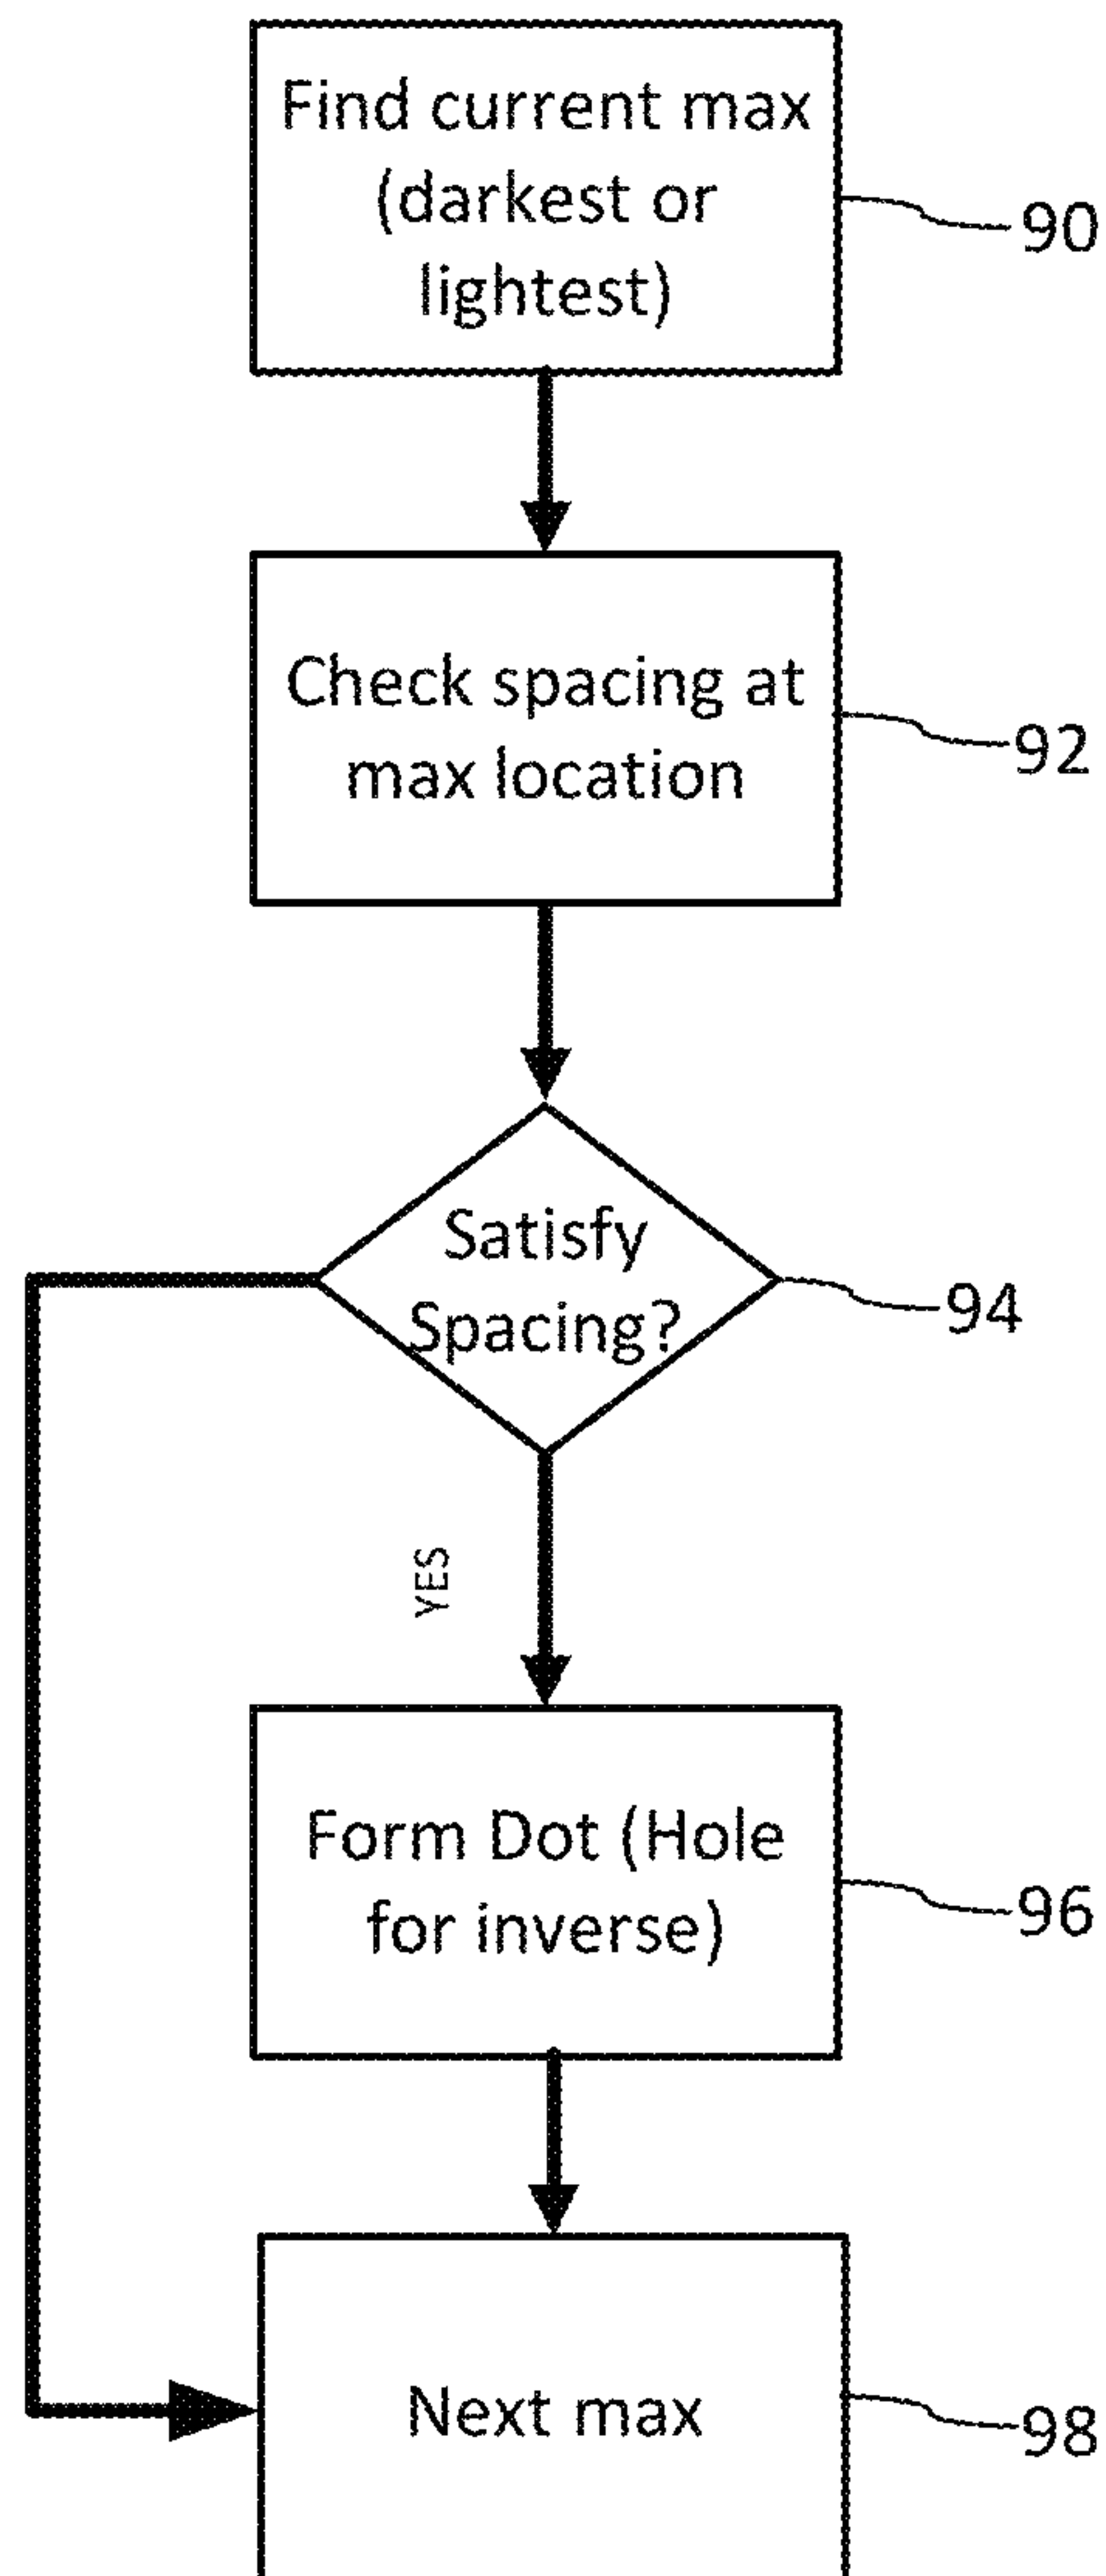 Find current max
(darkest or
lightest)
90
Check spacing at
max location
92
Satisfy
Spacing?
94
YES
Form Dot (Hole
for inverse)
96
Next max
98